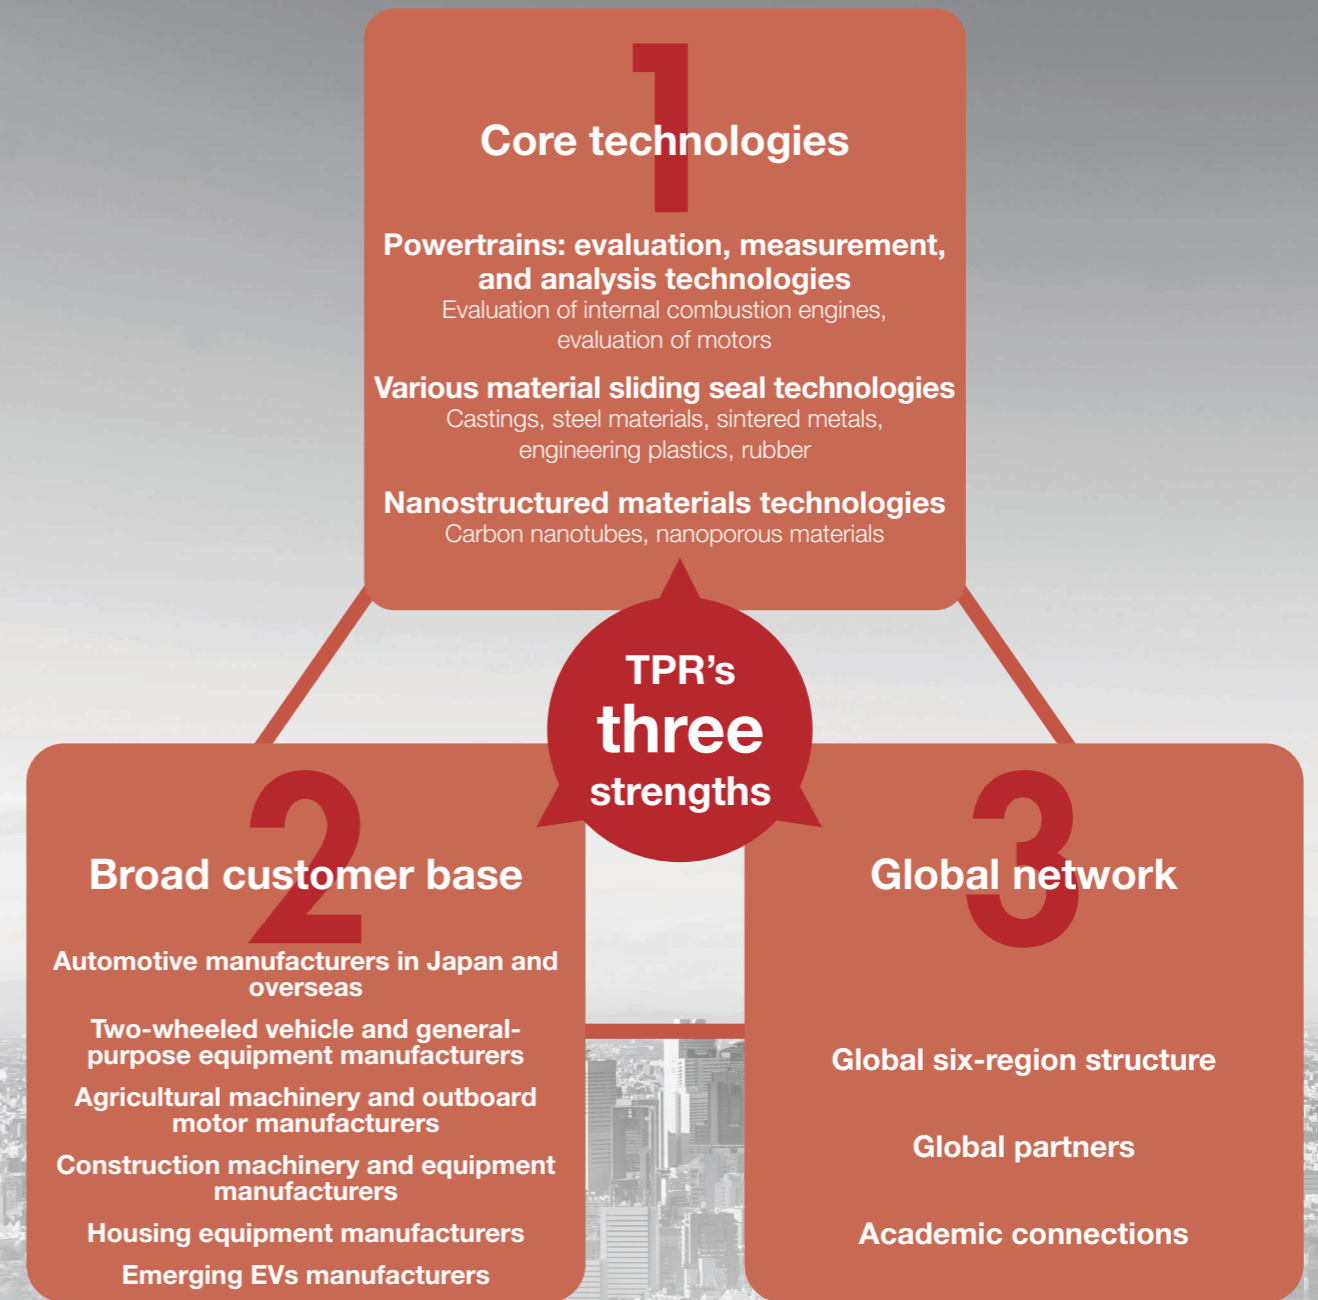 1
Core technologies
Powertrains: evaluation, measurement,
and analysis technologies
Evaluation of internal combustion engines,
evaluation of motors
Various material sliding seal technologies
Castings, steel materials, sintered metals,
engineering plastics, rubber
Nanostructured materials technologies
Carbon nanotubes, nanoporous materials
TPR’s
three
strengths
2
Broad customer base
Automotive manufacturers in Japan and
overseas
Two-wheeled vehicle and general-
purpose equipment manufacturers
Agricultural machinery and outboard
motor manufacturers
Construction machinery and equipment
manufacturers
Housing equipment manufacturers
Emerging EVs manufacturers
3
Global network
Global six-region structure
Global partners
Academic connections